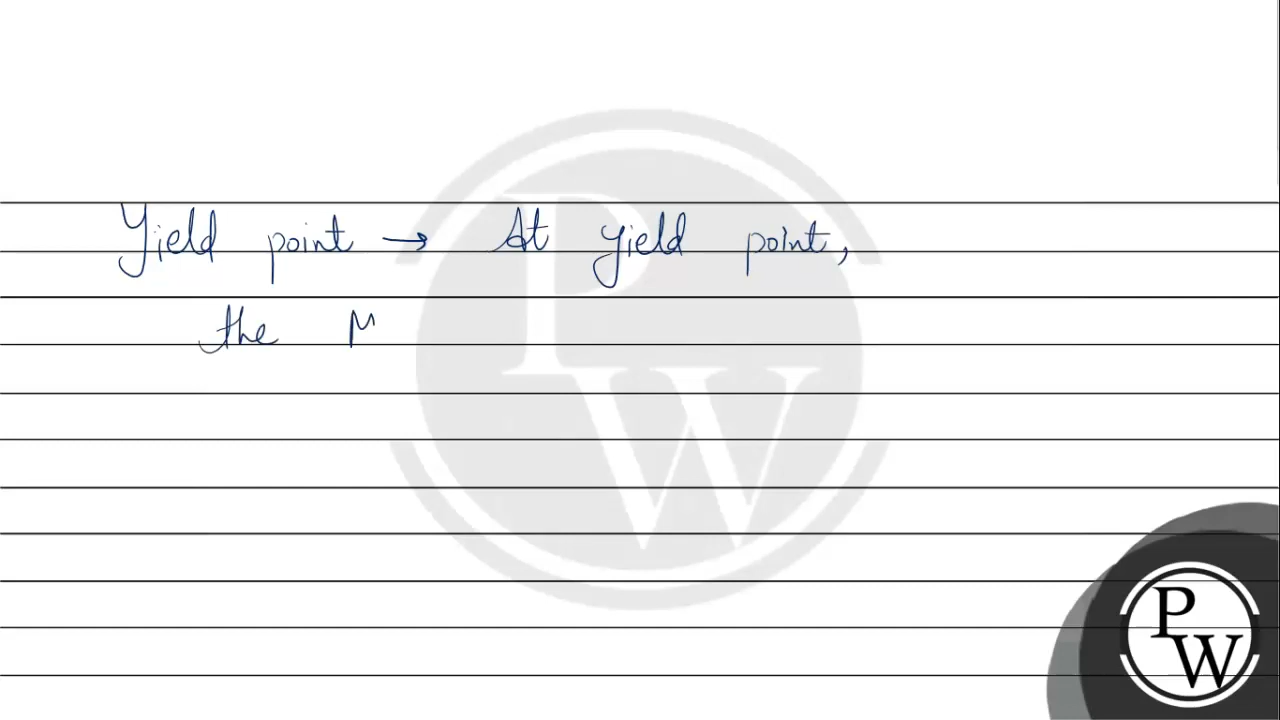 Yield point → At yield point,
the M
P
W
P
W